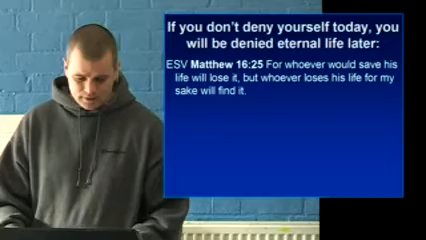 If you don't deny yourself today, you
will be denied eternal life later:
ESV Matthew 16:25 For whoever would save his
life will lose it, but whoever loses his life for my
sake will find it.